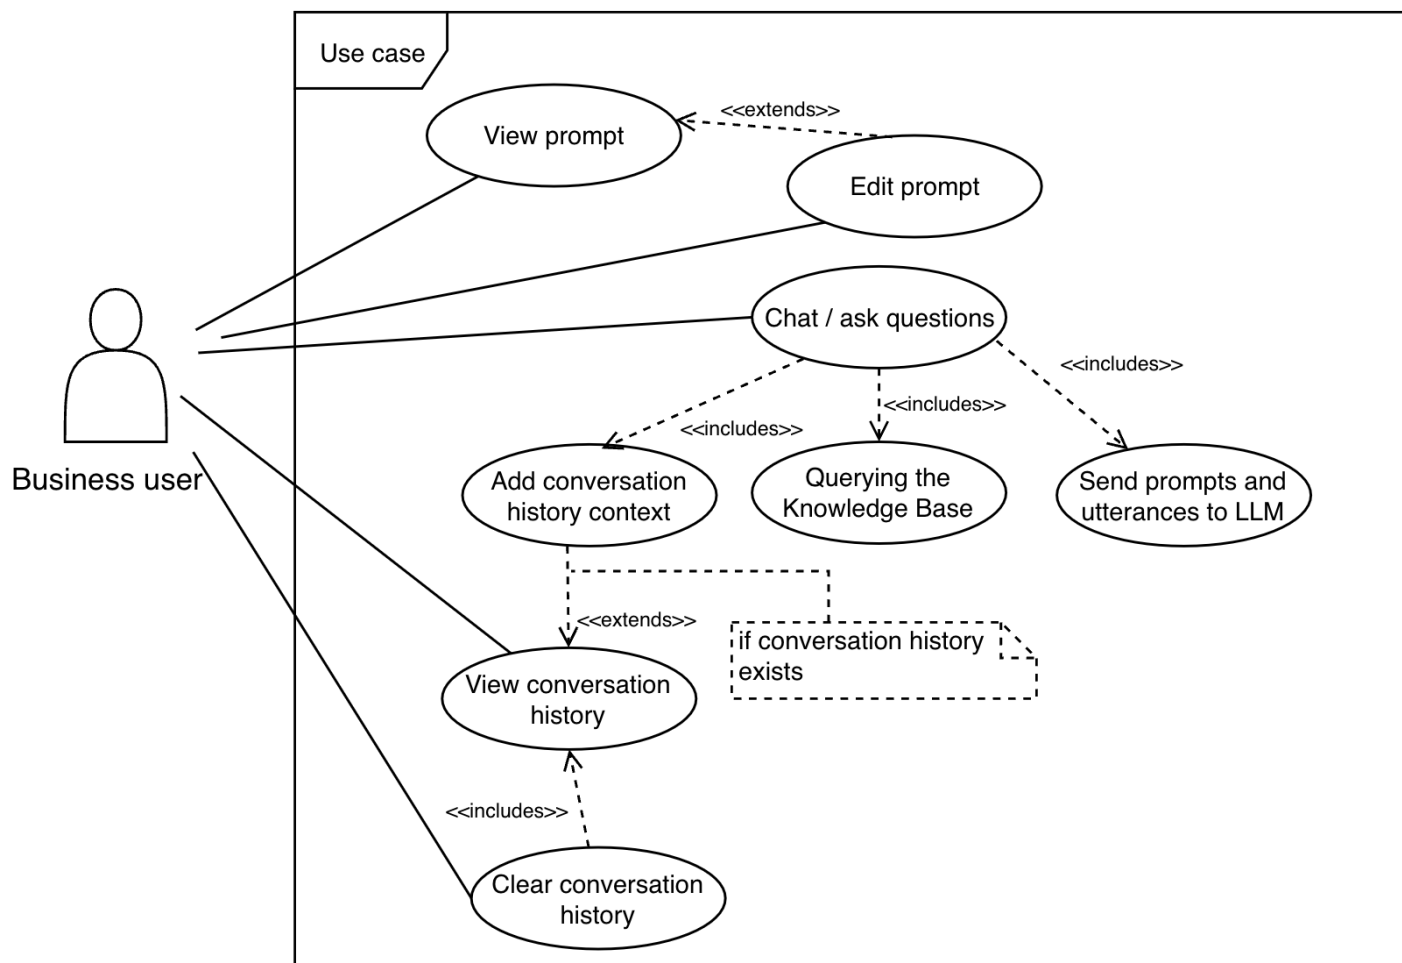 Use case
<<extends>>
View prompt
Edit prompt
Chat / ask questions
<<includes>>
<<includes>>
<<includes>>
Business user
Add conversation
history context
Querying the
Knowledge Base
Send prompts and
utterances to LLM
<<extends>>
if conversation history
exists
View conversation
history
<<includes>>
Clear conversation
history